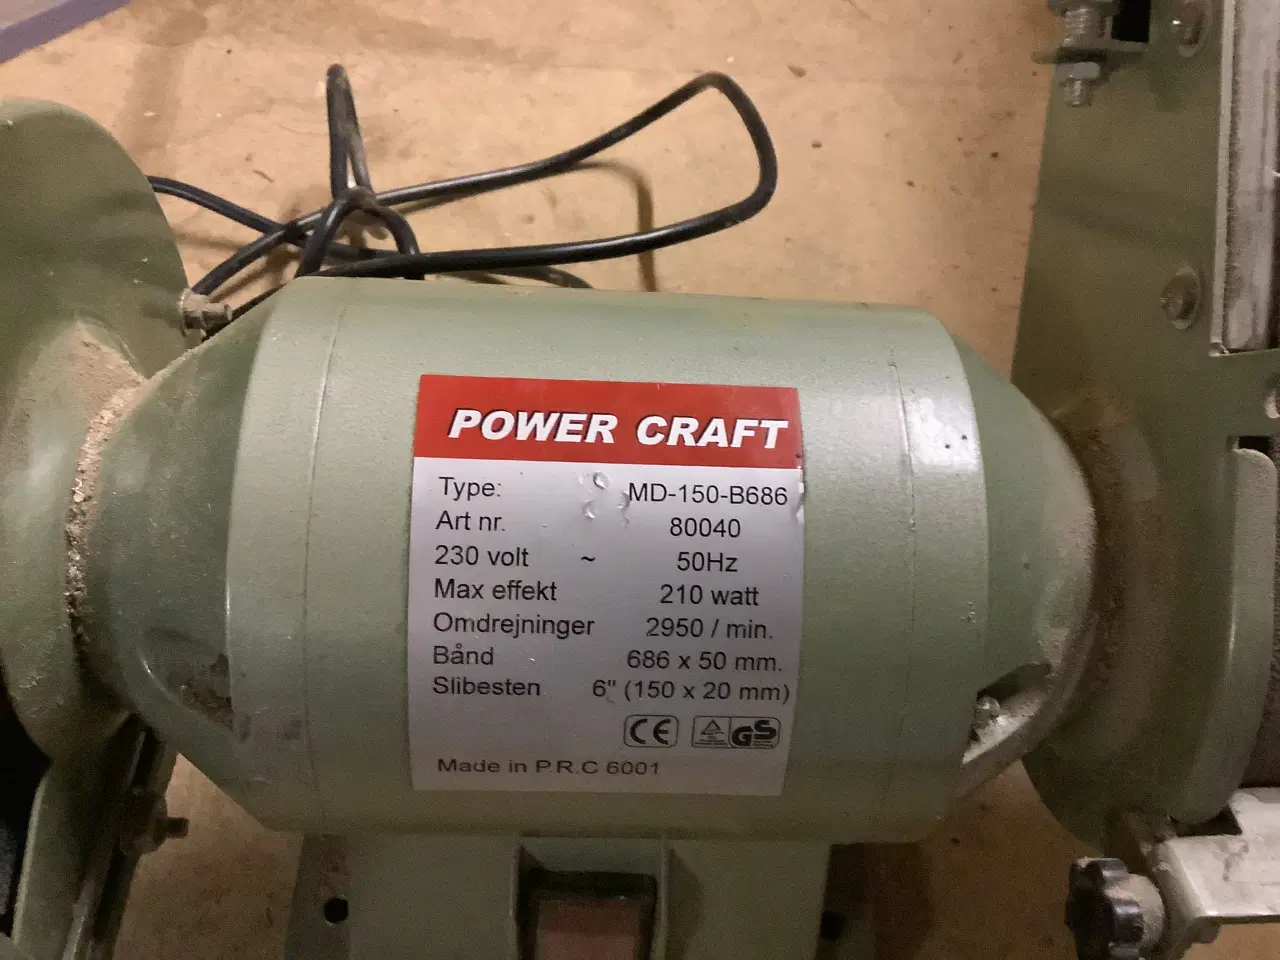 POWER CRAFT
Type: MD-150-B686
Art nr. 80040
230 volt ~ 50Hz
Max effekt 210 watt
Omdrejninger 2950 / min.
Bånd 686 x 50 mm.
Slibesten 6" (150 x 20 mm)
CE GS
Made in P.R.C 6001